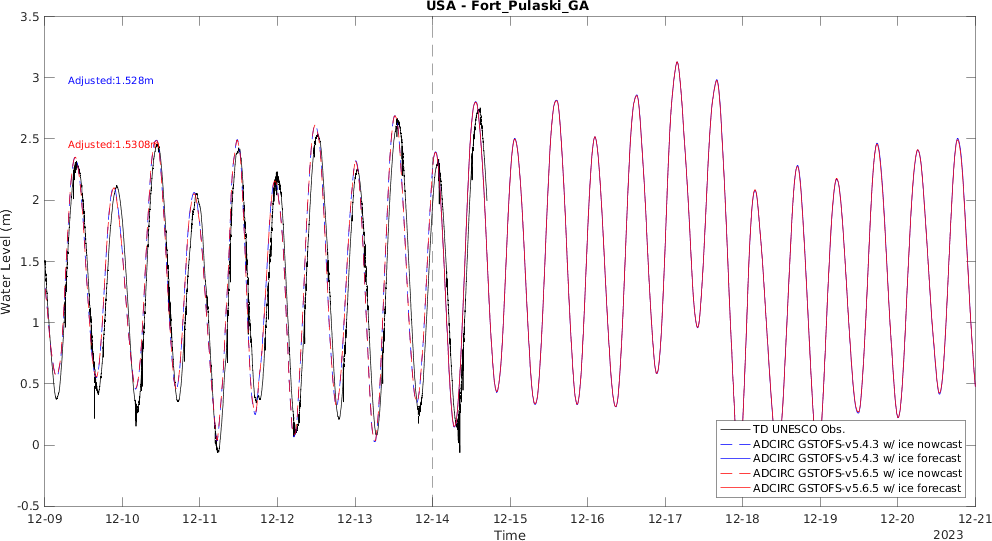 USA - Fort_Pulaski_GA
3.5
3
2.5
2
1.5
1
0.5
0
-0.5
Water Level (m)
Adjusted:1.528m
Adjusted:1.5308m
TD UNESCO Obs.
ADCIRC GSTOFS-v5.4.3 w/ ice nowcast
ADCIRC GSTOFS-v5.4.3 w/ ice forecast
ADCIRC GSTOFS-v5.6.5 w/ ice nowcast
ADCIRC GSTOFS-v5.6.5 w/ ice forecast
12-09 12-10 12-11 12-12 12-13 12-14 12-15 12-16 12-17 12-18 12-19 12-20 12-21
Time
2023